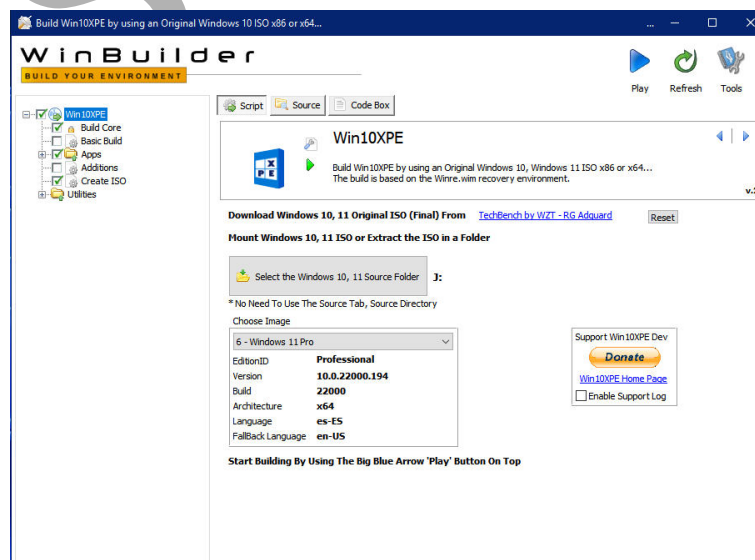 Build Win10XPE by using an Original Windows 10 ISO x86 or x64...
WinBuilder
BUILD YOUR ENVIRONMENT
Play Refresh Tools
Script Source Code Box
Win10XPE
Build Core
Basic Build
Apps
Additions
Create ISO
Utilities
Win10XPE
XPE
Build Win10XPE by using an Original Windows 10, Windows 11 ISO x86 or x64...
The build is based on the Winre.wim recovery environment.
Download Windows 10, 11 Original ISO (Final) From TechBench by WZT - RG Adguard Reset
Mount Windows 10, 11 ISO or Extract the ISO in a Folder
Select the Windows 10, 11 Source Folder J:
* No Need To Use The Source Tab, Source Directory
Choose Image
6 - Windows 11 Pro
EditionID Professional
Version 10.0.22000.194
Build 22000
Architecture x64
Language es-ES
FallBack Language en-US
Support Win10XPE Dev
Donate
Win10XPE Home Page
Enable Support Log
Start Building By Using The Big Blue Arrow 'Play' Button On Top